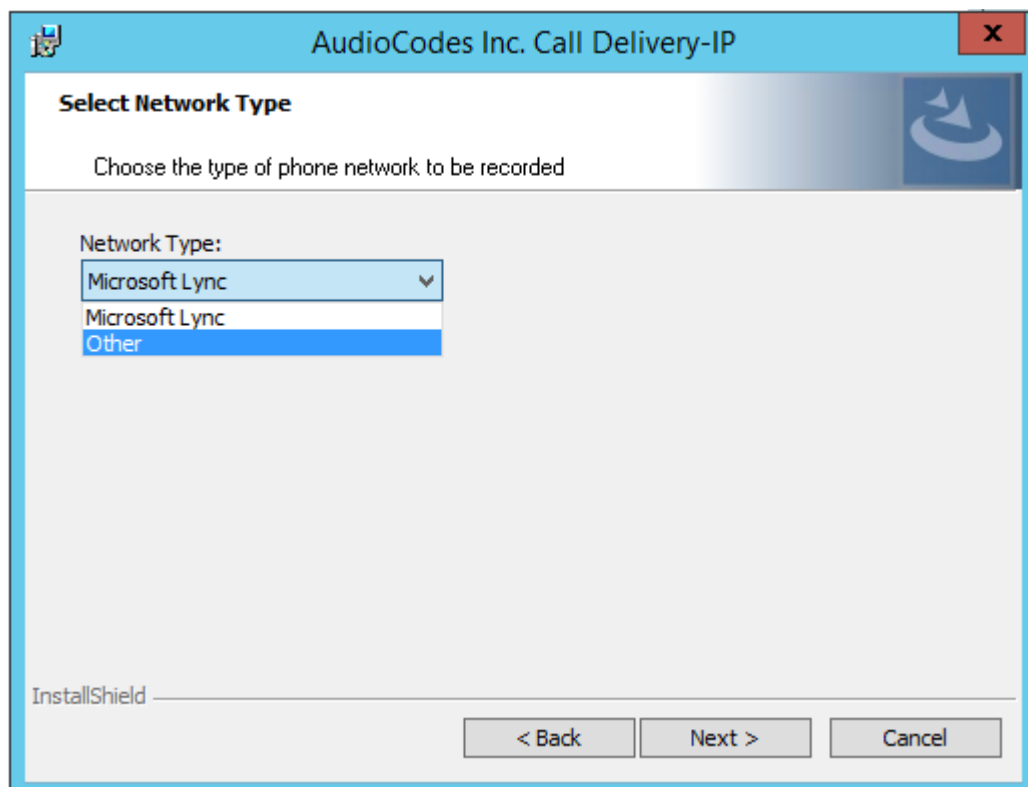 AudioCodes Inc. Call Delivery-IP
x
Select Network Type
Choose the type of phone network to be recorded
Network Type:
Microsoft Lync
Microsoft Lync
Other
InstallShield
< Back Next > Cancel